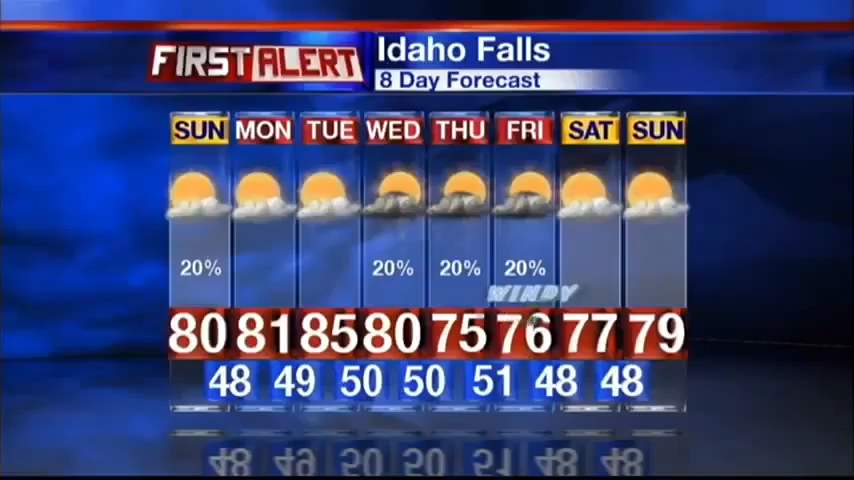 FIRST ALERT
Idaho Falls
8 Day Forecast
SUN MON TUE WED THU FRI SAT SUN
20% 20% 20% 20%
WINDY
80 81 85 80 75 76 77 79
48 49 50 50 51 48 48